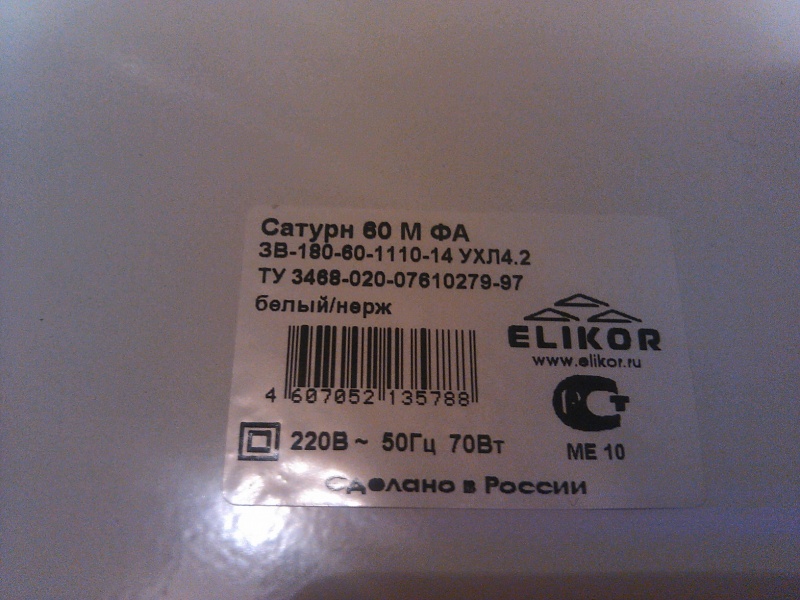 Сатурн 60 М ФА
ЗВ-180-60-1110-14 УХЛ4.2
ТУ 3468-020-07610279-97
белый/нерж
ELIKOR
www.elikor.ru
4 607052 135788
РСТ
МЕ 10
220В ~ 50Гц 70Вт
Сделано в России